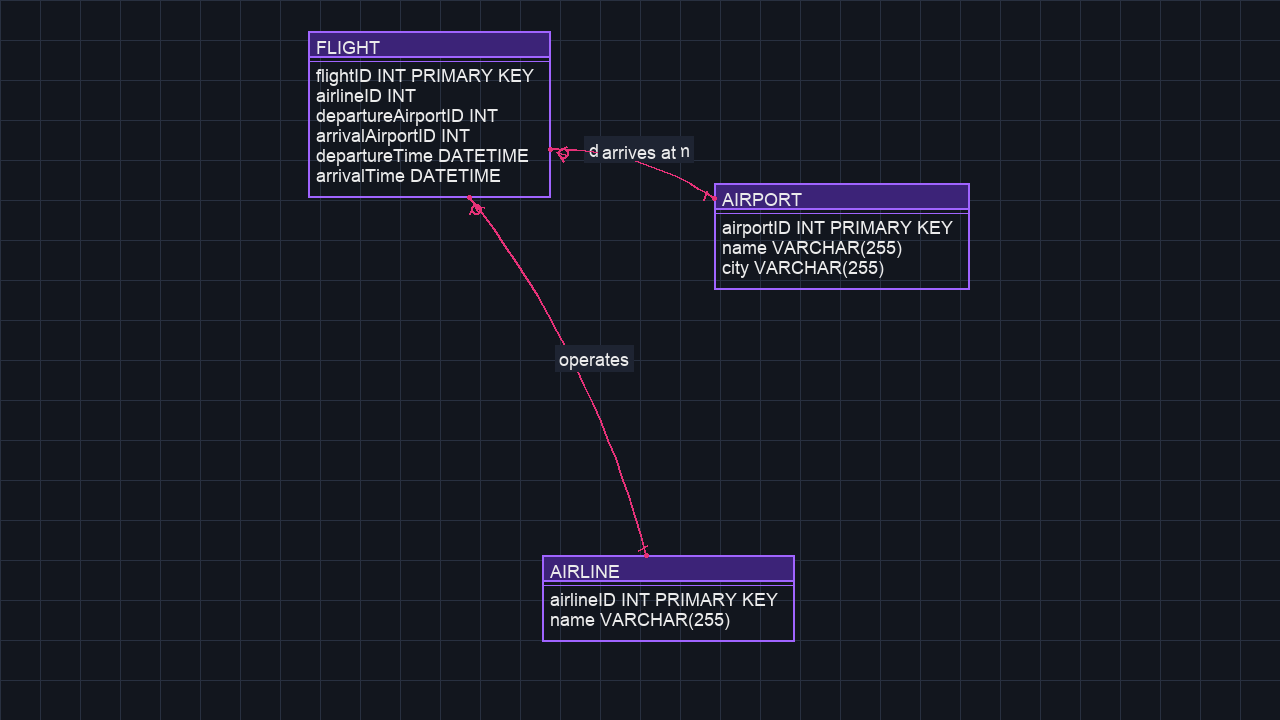 FLIGHT
flightID INT PRIMARY KEY
airlineID INT
departureAirportID INT
arrivalAirportID INT
departureTime DATETIME
arrivalTime DATETIME
arrives at
AIRPORT
airportID INT PRIMARY KEY
name VARCHAR(255)
city VARCHAR(255)
operates
AIRLINE
airlineID INT PRIMARY KEY
name VARCHAR(255)